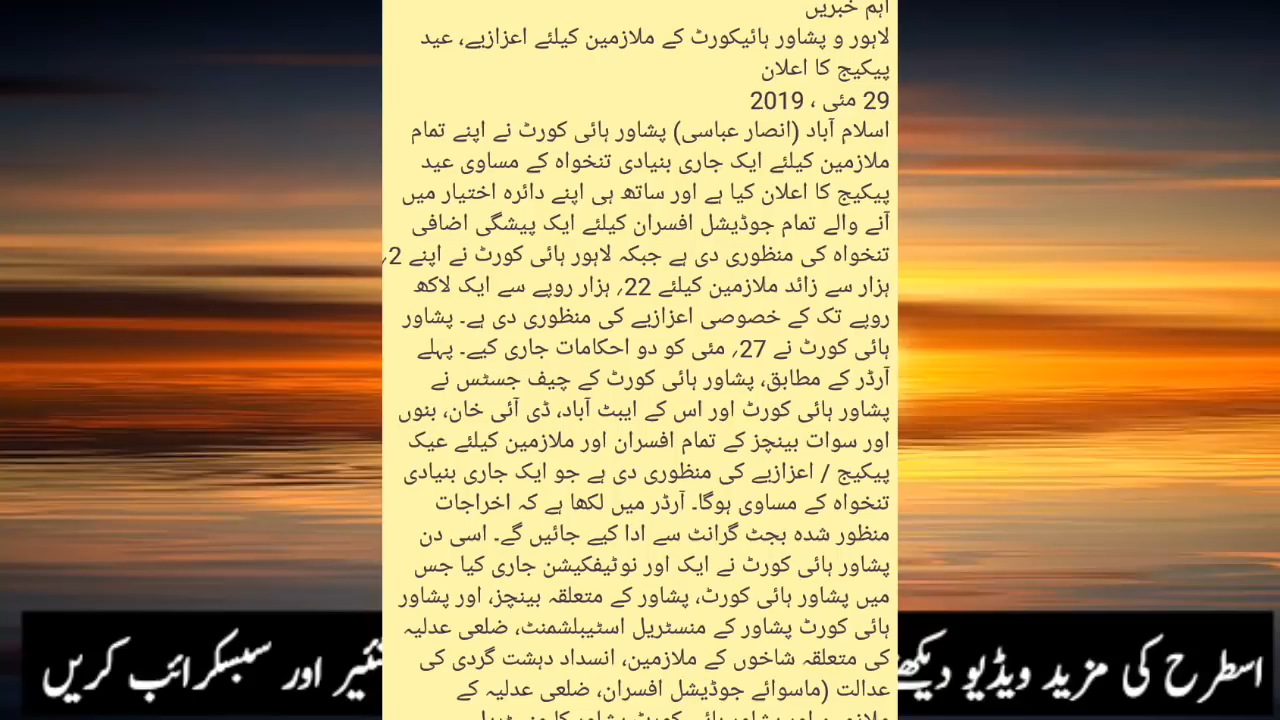 اہم خبریں
لاہور و پشاور ہائیکورٹ کے ملازمین کیلئے اعزازیے، عید
پیکیج کا اعلان
29 مئی ، 2019
اسلام آباد (انصار عباسی) پشاور ہائی کورٹ نے اپنے تمام
ملازمین کیلئے ایک جاری بنیادی تنخواہ کے مساوی عید
پیکیج کا اعلان کیا ہے اور ساتھ ہی اپنے دائرہ اختیار میں
آنے والے تمام جوڈیشل افسران کیلئے ایک پیشگی اضافی
تنخواہ کی منظوری دی ہے جبکہ لاہور ہائی کورٹ نے اپنے 2؍
ہزار سے زائد ملازمین کیلئے 22؍ ہزار روپے سے ایک لاکھ
روپے تک کے خصوصی اعزازیے کی منظوری دی ہے۔ پشاور
ہائی کورٹ نے 27؍ مئی کو دو احکامات جاری کیے۔ پہلے
آرڈر کے مطابق، پشاور ہائی کورٹ کے چیف جسٹس نے
پشاور ہائی کورٹ اور اس کے ایبٹ آباد، ڈی آئی خان، بنوں
اور سوات بینچز کے تمام افسران اور ملازمین کیلئے عیک
پیکیج / اعزازیے کی منظوری دی ہے جو ایک جاری بنیادی
تنخواہ کے مساوی ہوگا۔ آرڈر میں لکھا ہے کہ اخراجات
منظور شدہ بجٹ گرانٹ سے ادا کیے جائیں گے۔ اسی دن
پشاور ہائی کورٹ نے ایک اور نوٹیفکیشن جاری کیا جس
میں پشاور ہائی کورٹ، پشاور کے متعلقہ بینچز، اور پشاور
ہائی کورٹ پشاور کے منسٹریل اسٹیبلشمنٹ، ضلعی عدلیہ
کی متعلقہ شاخوں کے ملازمین، انسداد دہشت گردی کی
عدالت (ماسوائے جوڈیشل افسران، ضلعی عدلیہ کے
اسطرح کی مزید ویڈیو دیکھنے
شئیر اور سبسکرائب کریں